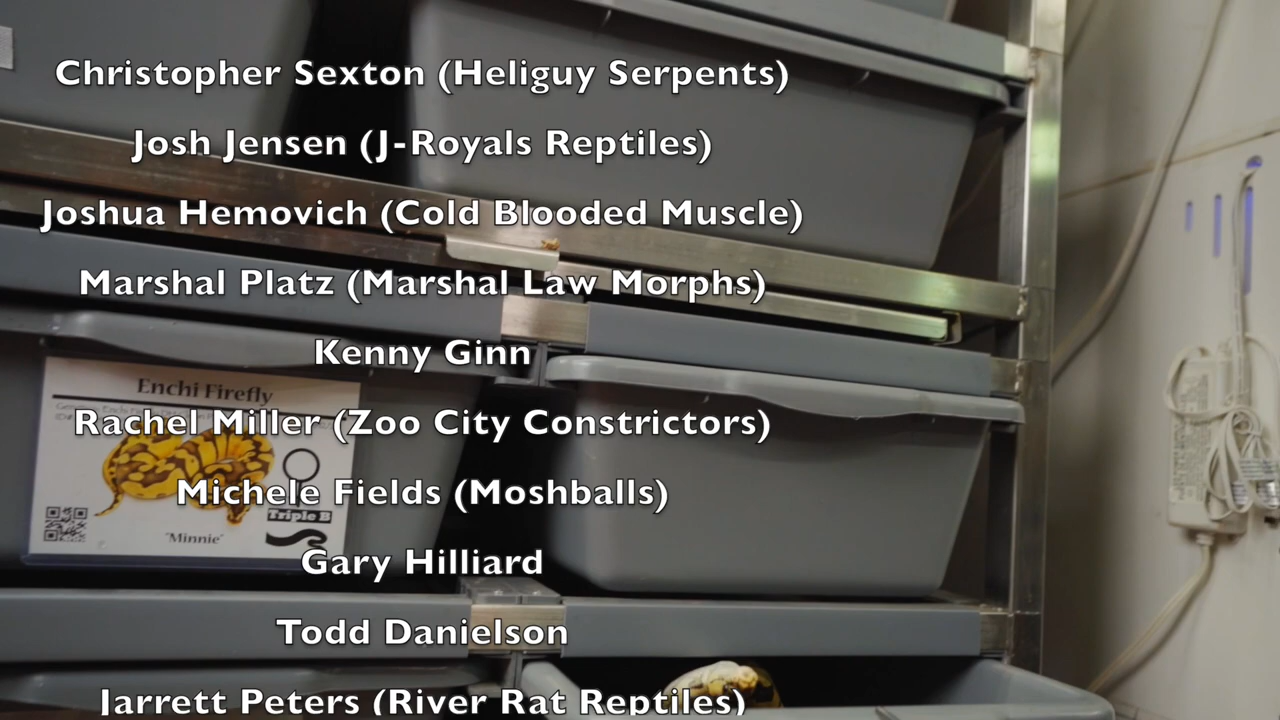 Christopher Sexton (Heliguy Serpents)
Josh Jensen (J-Royals Reptiles)
Joshua Hemovich (Cold Blooded Muscle)
Marshal Platz (Marshal Law Morphs)
Kenny Ginn
Enchi Firefly
Rachel Miller (Zoo City Constrictors)
Michele Fields (Moshballs)
Triple B
"Minnie"
Gary Hilliard
Todd Danielson
Jarrett Peters (River Rat Reptiles)